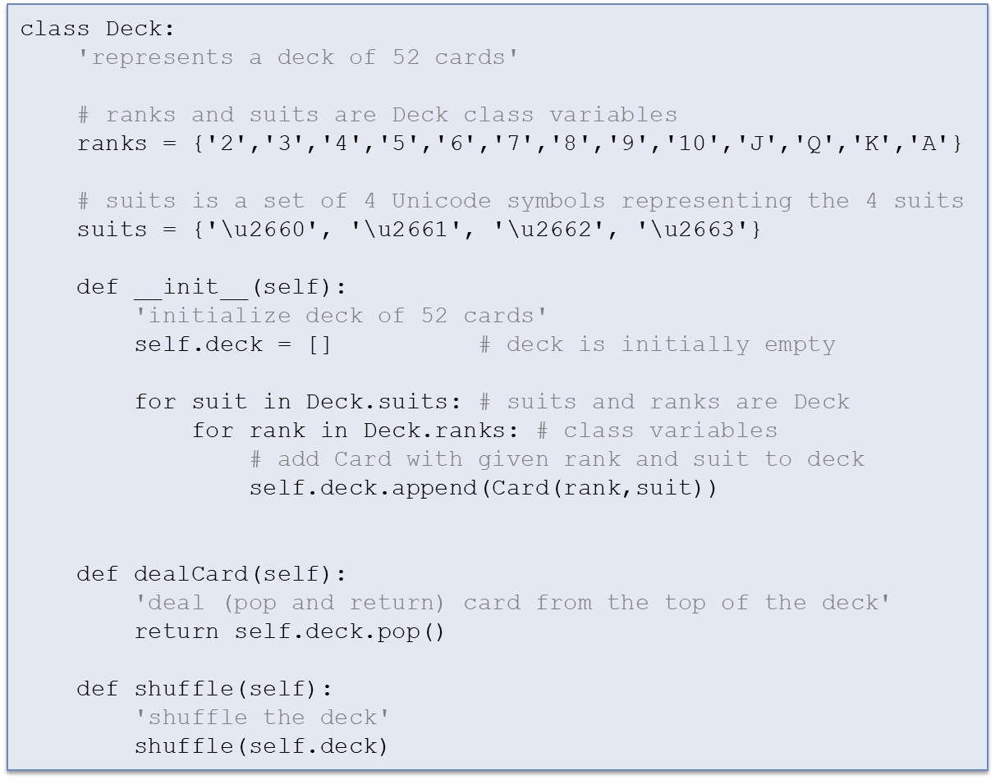 class Deck:
    'represents a deck of 52 cards'

    # ranks and suits are Deck class variables
    ranks = {'2','3','4','5','6','7','8','9','10','J','Q','K','A'}

    # suits is a set of 4 Unicode symbols representing the 4 suits
    suits = {'\u2660', '\u2661', '\u2662', '\u2663'}

    def __init__(self):
        'initialize deck of 52 cards'
        self.deck = []          # deck is initially empty

        for suit in Deck.suits: # suits and ranks are Deck
            for rank in Deck.ranks: # class variables
                # add Card with given rank and suit to deck
                self.deck.append(Card(rank,suit))


    def dealCard(self):
        'deal (pop and return) card from the top of the deck'
        return self.deck.pop()

    def shuffle(self):
        'shuffle the deck'
        shuffle(self.deck)